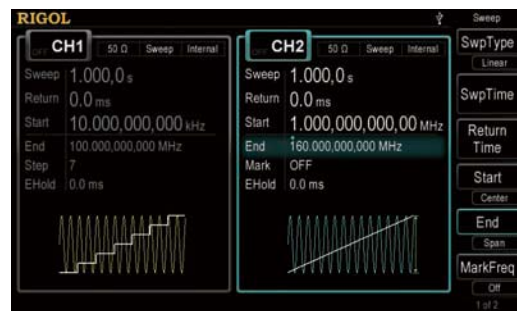 RIGOL
Sweep
OFF CH1 50 Ω Sweep Internal
Sweep 1.000,0 s
Return 0.0 ms
Start 10.000,000,000 kHz
End 100.000,000,000 MHz
Step 7
EHold 0.0 ms
OFF CH2 50 Ω Sweep Internal
Sweep 1.000,0 s
Return 0.0 ms
Start 1.000,000,000,00 MHz
End 160.000,000,000 MHz
Mark OFF
EHold 0.0 ms
SwpType
Linear
SwpTime
Return
Time
Start
Center
End
Span
MarkFreq
Off
1 of 2